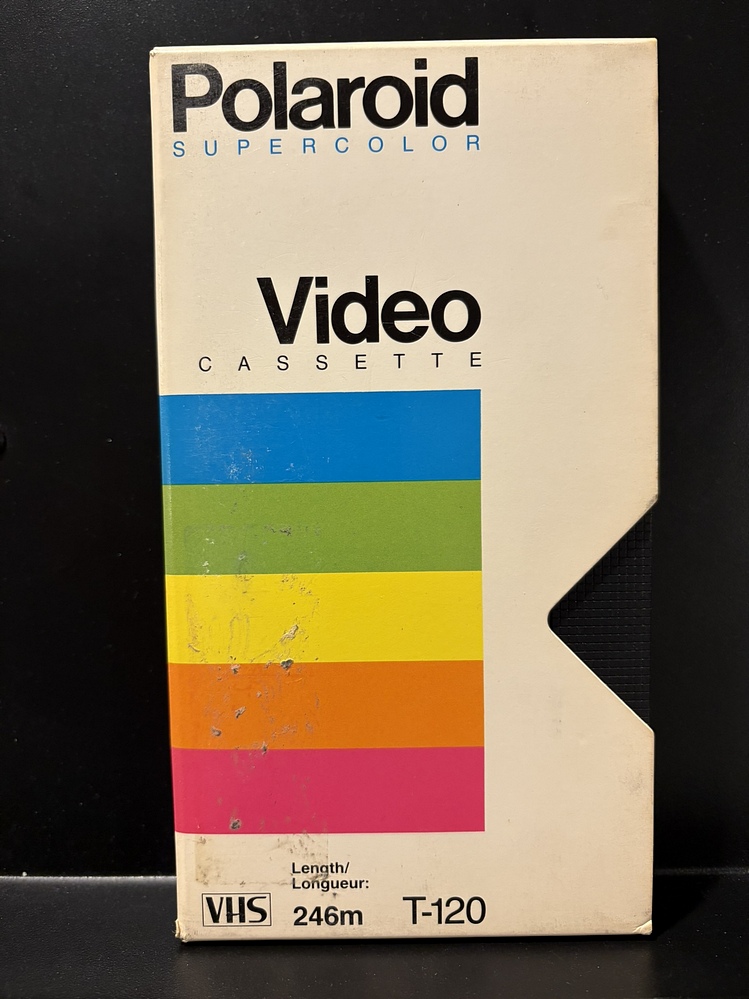 Polaroid
SUPERCOLOR
Video
CASSETTE
Length/
Longueur:
VHS 246m T-120